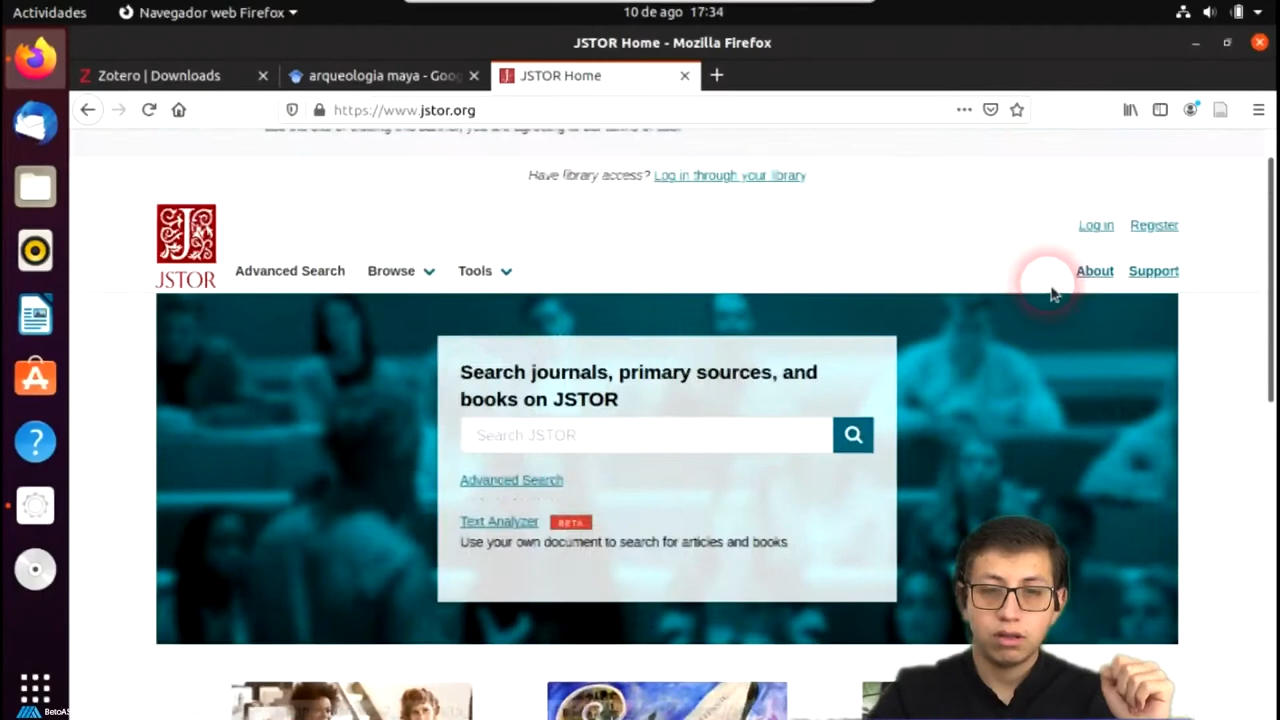 Actividades
Navegador web Firefox
10 de ago 17:34
JSTOR Home - Mozilla Firefox
Zotero | Downloads
arqueologia maya - Goo
JSTOR Home
https://www.jstor.org
Have library access? Log in through your library
Log in
Register
JSTOR
Advanced Search
Browse
Tools
About
Support
Search journals, primary sources, and
books on JSTOR
Search JSTOR
Advanced Search
Text Analyzer
BETA
Use your own document to search for articles and books
BetoAS